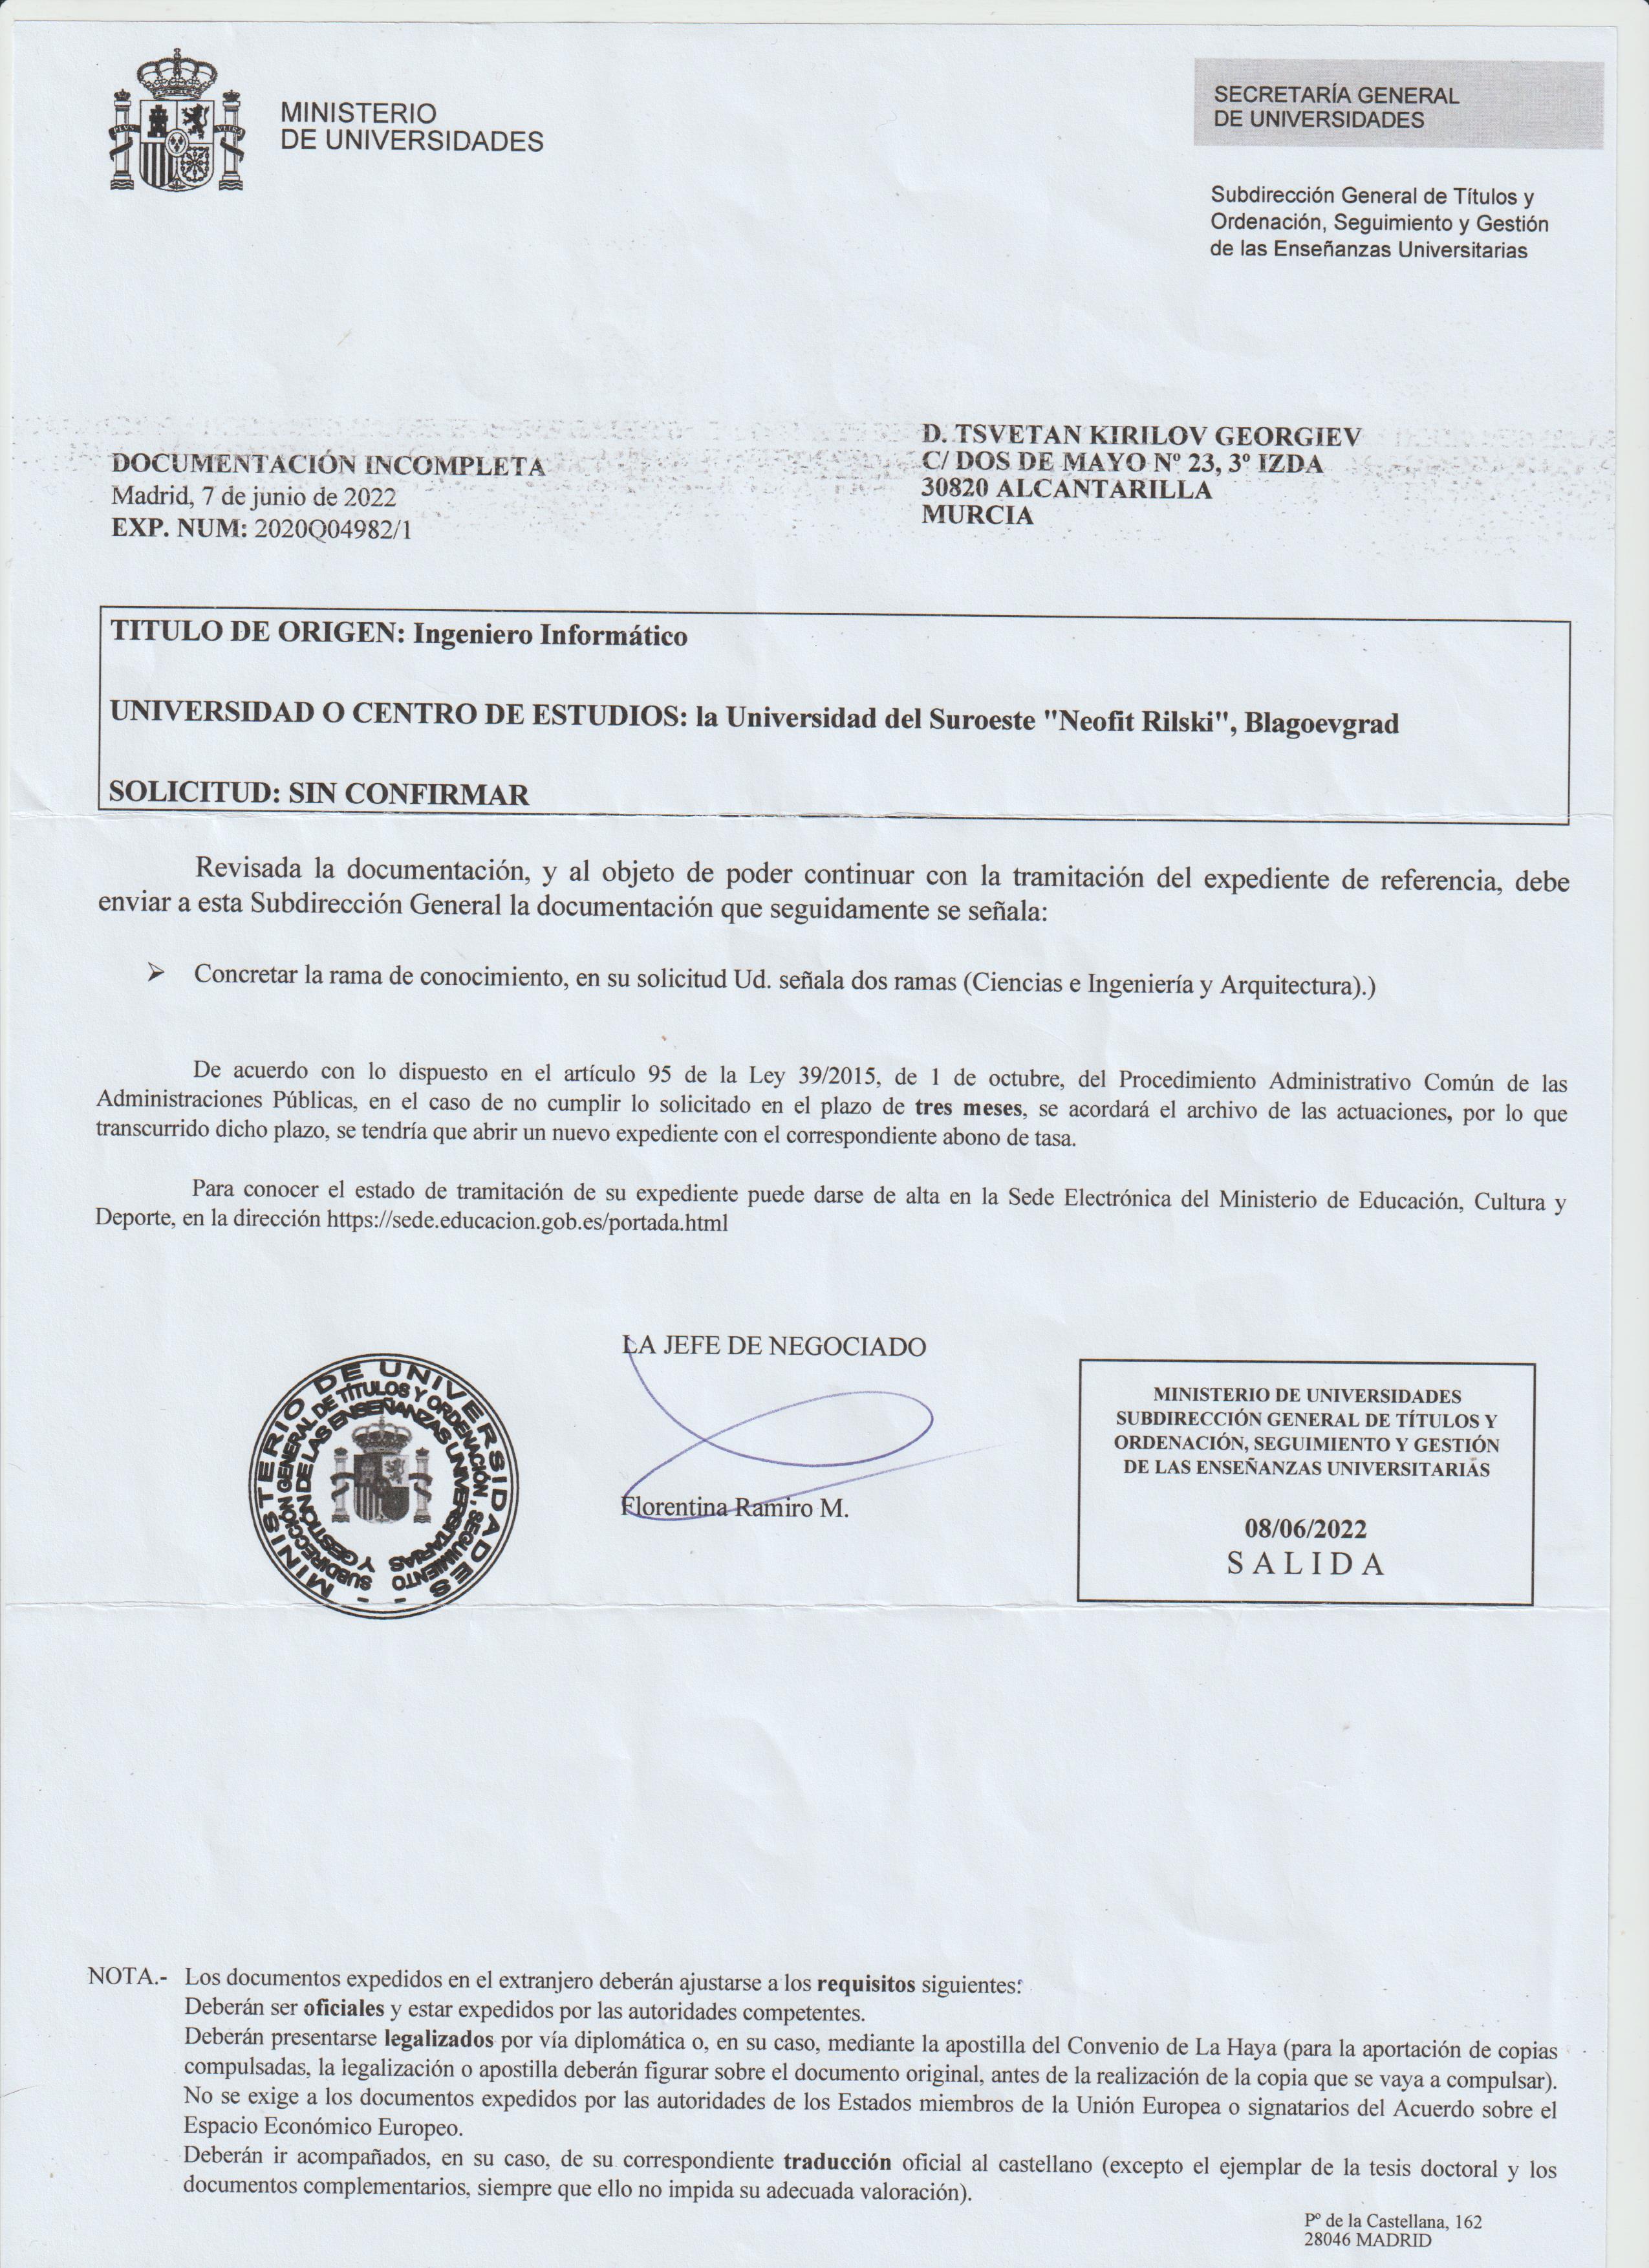 MINISTERIO
DE UNIVERSIDADES
SECRETARÍA GENERAL
DE UNIVERSIDADES
Subdirección General de Títulos y
Ordenación, Seguimiento y Gestión
de las Enseñanzas Universitarias
D. TSVETAN KIRILOV GEORGIEV
C/ DOS DE MAYO Nº 23, 3º IZDA
30820 ALCANTARILLA
MURCIA
DOCUMENTACIÓN INCOMPLETA
Madrid, 7 de junio de 2022
EXP. NUM: 2020Q04982/1
TITULO DE ORIGEN: Ingeniero Informático
UNIVERSIDAD O CENTRO DE ESTUDIOS: la Universidad del Suroeste "Neofit Rilski", Blagoevgrad
SOLICITUD: SIN CONFIRMAR
Revisada la documentación, y al objeto de poder continuar con la tramitación del expediente de referencia, debe
enviar a esta Subdirección General la documentación que seguidamente se señala:
➢ Concretar la rama de conocimiento, en su solicitud Ud. señala dos ramas (Ciencias e Ingeniería y Arquitectura).)
De acuerdo con lo dispuesto en el artículo 95 de la Ley 39/2015, de 1 de octubre, del Procedimiento Administrativo Común de las
Administraciones Públicas, en el caso de no cumplir lo solicitado en el plazo de tres meses, se acordará el archivo de las actuaciones, por lo que
transcurrido dicho plazo, se tendría que abrir un nuevo expediente con el correspondiente abono de tasa.
Para conocer el estado de tramitación de su expediente puede darse de alta en la Sede Electrónica del Ministerio de Educación, Cultura y
Deporte, en la dirección https://sede.educacion.gob.es/portada.html
LA JEFE DE NEGOCIADO
Florentina Ramiro M.
MINISTERIO DE UNIVERSIDADES
SUBDIRECCIÓN GENERAL DE TÍTULOS Y ORDENACIÓN, SEGUIMIENTO
Y GESTIÓN DE LAS ENSEÑANZAS UNIVERSITARIAS
MINISTERIO DE UNIVERSIDADES
SUBDIRECCIÓN GENERAL DE TÍTULOS Y
ORDENACIÓN, SEGUIMIENTO Y GESTIÓN
DE LAS ENSEÑANZAS UNIVERSITARIAS
08/06/2022
SALIDA
NOTA.- Los documentos expedidos en el extranjero deberán ajustarse a los requisitos siguientes:
Deberán ser oficiales y estar expedidos por las autoridades competentes.
Deberán presentarse legalizados por vía diplomática o, en su caso, mediante la apostilla del Convenio de La Haya (para la aportación de copias
compulsadas, la legalización o apostilla deberán figurar sobre el documento original, antes de la realización de la copia que se vaya a compulsar).
No se exige a los documentos expedidos por las autoridades de los Estados miembros de la Unión Europea o signatarios del Acuerdo sobre el
Espacio Económico Europeo.
Deberán ir acompañados, en su caso, de su correspondiente traducción oficial al castellano (excepto el ejemplar de la tesis doctoral y los
documentos complementarios, siempre que ello no impida su adecuada valoración).
Pº de la Castellana, 162
28046 MADRID